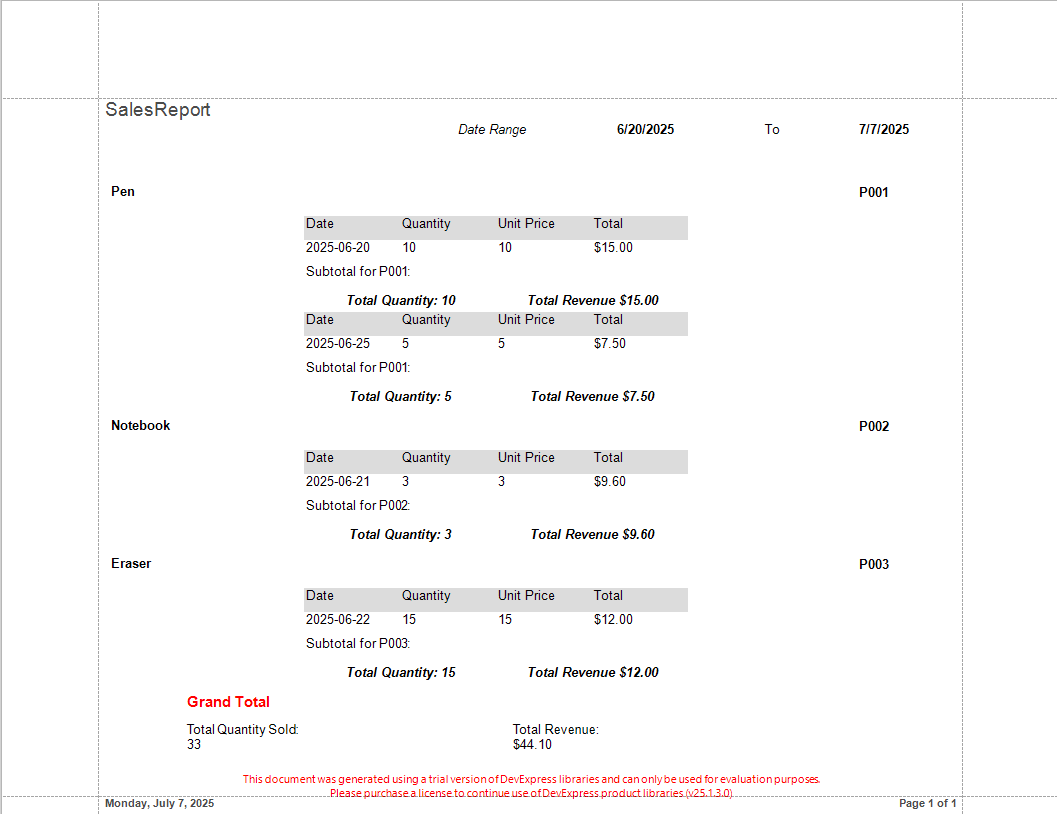 SalesReport
Date Range 6/20/2025 To 7/7/2025
Pen P001
Date Quantity Unit Price Total
2025-06-20 10 10 $15.00
Subtotal for P001:
Total Quantity: 10 Total Revenue $15.00
Date Quantity Unit Price Total
2025-06-25 5 5 $7.50
Subtotal for P001:
Total Quantity: 5 Total Revenue $7.50
Notebook P002
Date Quantity Unit Price Total
2025-06-21 3 3 $9.60
Subtotal for P002:
Total Quantity: 3 Total Revenue $9.60
Eraser P003
Date Quantity Unit Price Total
2025-06-22 15 15 $12.00
Subtotal for P003:
Total Quantity: 15 Total Revenue $12.00
Grand Total
Total Quantity Sold: Total Revenue:
33 $44.10
This document was generated using a trial version of DevExpress libraries and can only be used for evaluation purposes.
Please purchase a license to continue use of DevExpress product libraries (v25.1.3.0)
Monday, July 7, 2025 Page 1 of 1